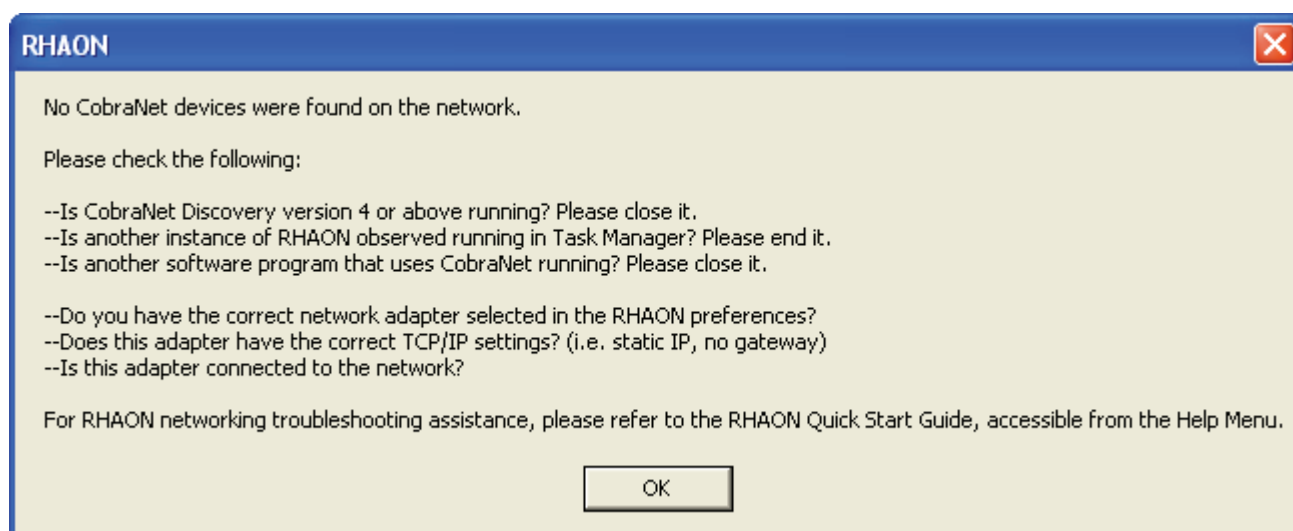 RHAON
No CobraNet devices were found on the network.
Please check the following:
--Is CobraNet Discovery version 4 or above running? Please close it.
--Is another instance of RHAON observed running in Task Manager? Please end it.
--Is another software program that uses CobraNet running? Please close it.
--Do you have the correct network adapter selected in the RHAON preferences?
--Does this adapter have the correct TCP/IP settings? (i.e. static IP, no gateway)
--Is this adapter connected to the network?
For RHAON networking troubleshooting assistance, please refer to the RHAON Quick Start Guide, accessible from the Help Menu.
OK